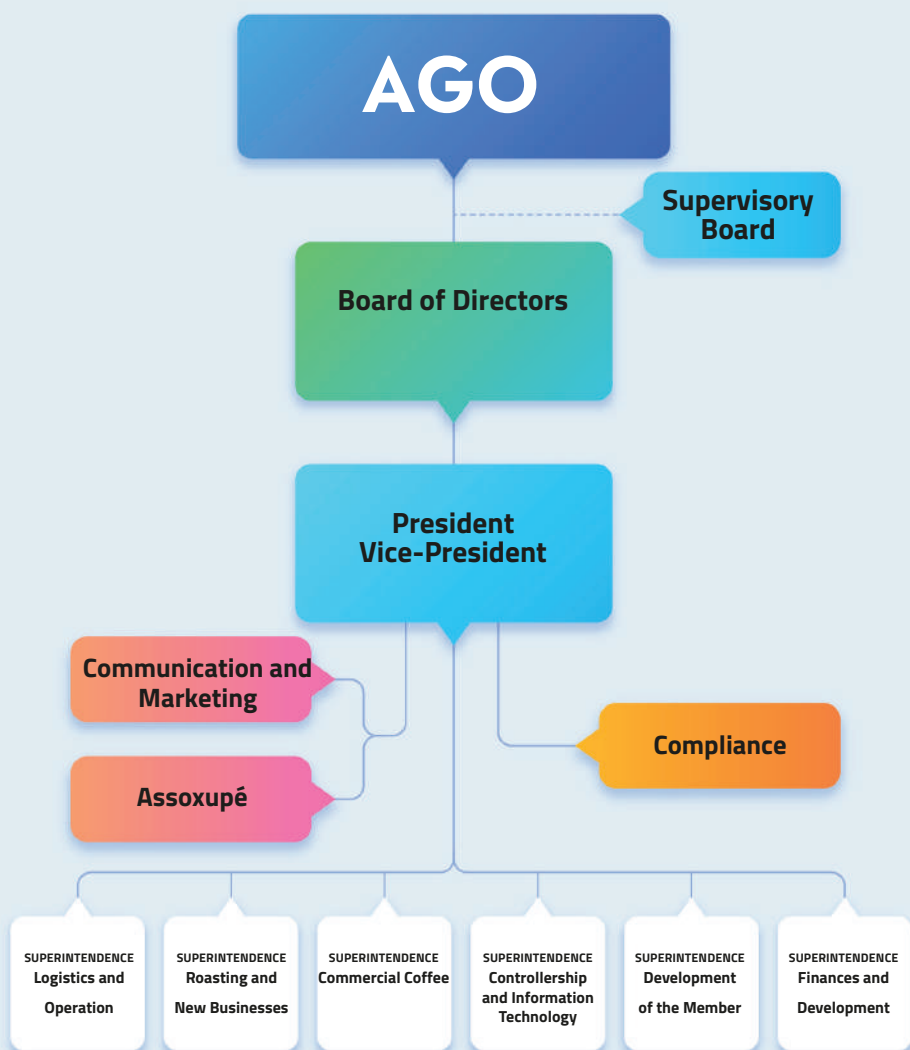 AGO
Supervisory
Board
Board of Directors
President
Vice-President
Communication and
Marketing
Compliance
Assoxupé
SUPERINTENDENCE
Logistics and
Operation
SUPERINTENDENCE
Roasting and
New Businesses
SUPERINTENDENCE
Commercial Coffee
SUPERINTENDENCE
Controllership
and Information
Technology
SUPERINTENDENCE
Development
of the Member
SUPERINTENDENCE
Finances and
Development